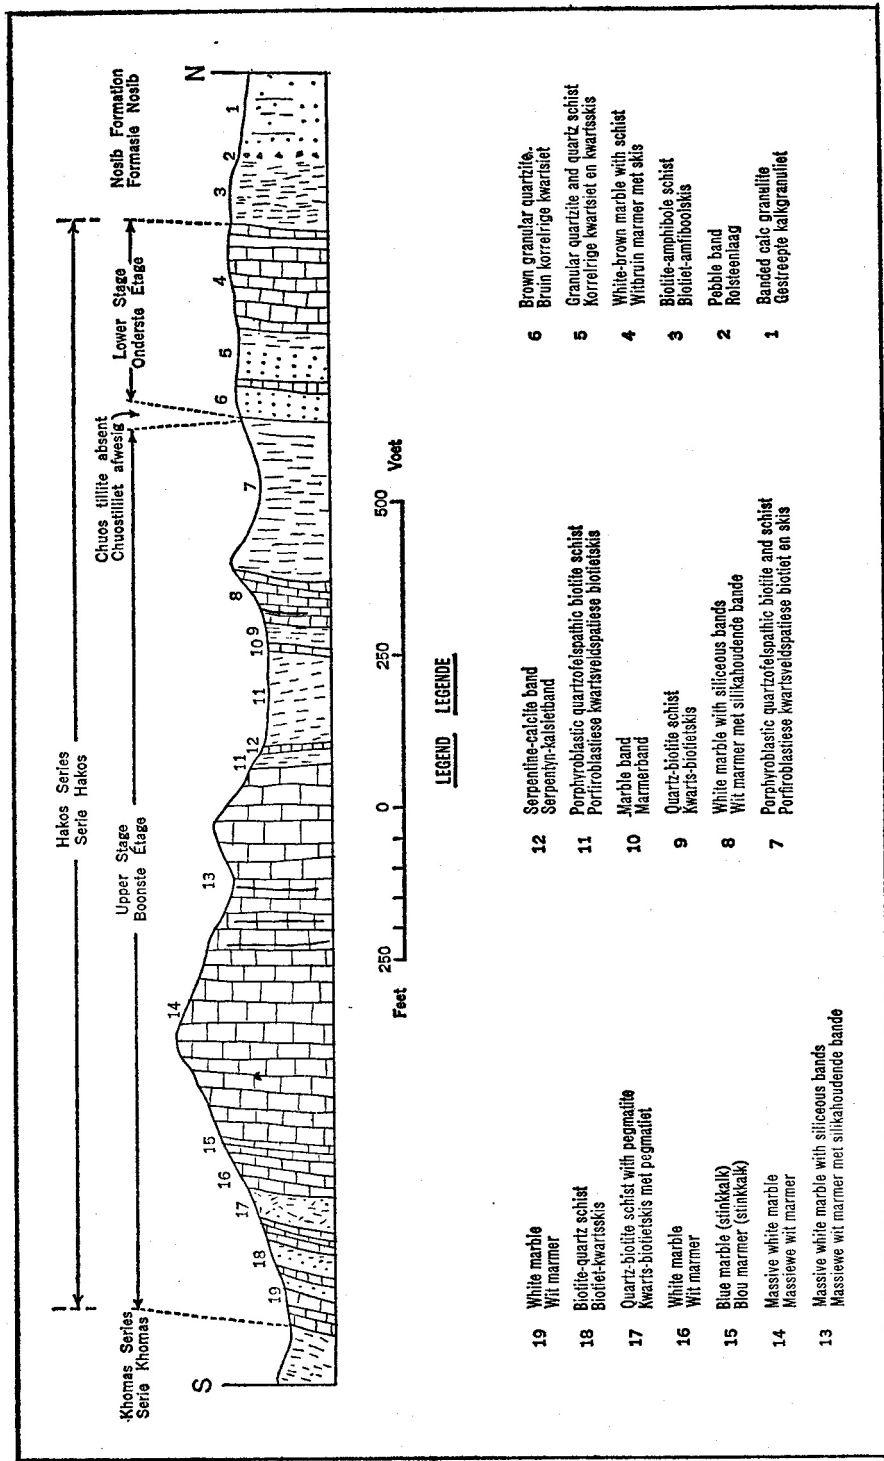 Hakos Series
Serie Hakos
Khomas Series
Serie Khomas
Upper Stage
Boonste Étage
Chuos tillite absent
Chuostilliet afwesig
Lower Stage
Onderste Étage
Nosib Formation
Formasie Nosib
S
N
19
18
17
16
15
14
13
11
12
11
10
9
8
7
6
5
4
3
2
1
Feet
250
0
250
500
Voet
LEGEND LEGENDE
19 White marble
Wit marmer
18 Biotite-quartz schist
Biotiet-kwartsskis
17 Quartz-biotite schist with pegmatite
Kwarts-biotietskis met pegmatiet
16 White marble
Wit marmer
15 Blue marble (stinkkalk)
Blou marmer (stinkkalk)
14 Massive white marble
Massiewe wit marmer
13 Massive white marble with siliceous bands
Massiewe wit marmer met silikahoudende bande
12 Serpentine-calcite band
Serpentyn-kalsietband
11 Porphyroblastic quartzofelspathic biotite schist
Porfiroblastiese kwartsveldspatiese biotietskis
10 Marble band
Marmerband
9 Quartz-biotite schist
Kwarts-biotietskis
8 White marble with siliceous bands
Wit marmer met silikahoudende bande
7 Porphyroblastic quartzofelspathic biotite and schist
Porfiroblastiese kwartsveldspatiese biotiet en skis
6 Brown granular quartzite..
Bruin korrelrige kwartsiet
5 Granular quartzite and quartz schist
Korrelrige kwartsiet en kwartsskis
4 White-brown marble with schist
Witbruin marmer met skis
3 Biotite-amphibole schist
Biotiet-amfiboolskis
2 Pebble band
Rolsteenlaag
1 Banded calc granulite
Gestreepte kalkgranuliet